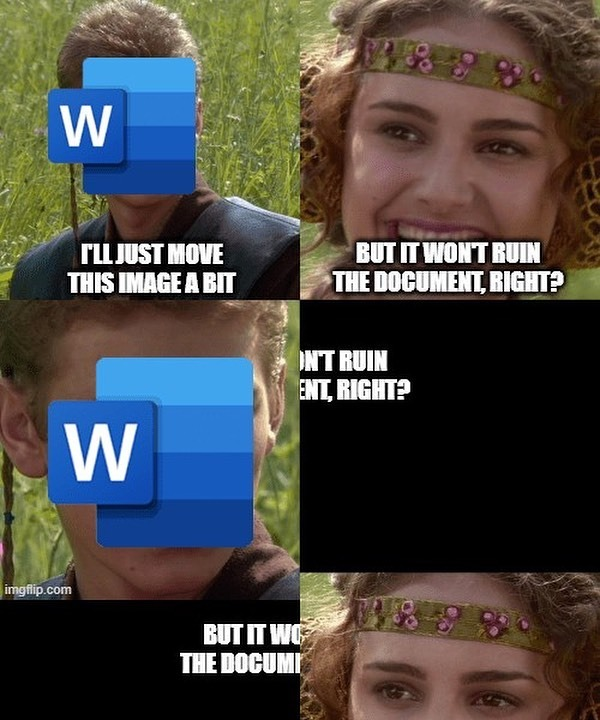 W
I'LL JUST MOVE
THIS IMAGE A BIT
BUT IT WON'T RUIN
THE DOCUMENT, RIGHT?
W
ON'T RUIN
ENT, RIGHT?
imgflip.com
BUT IT WO
THE DOCUM